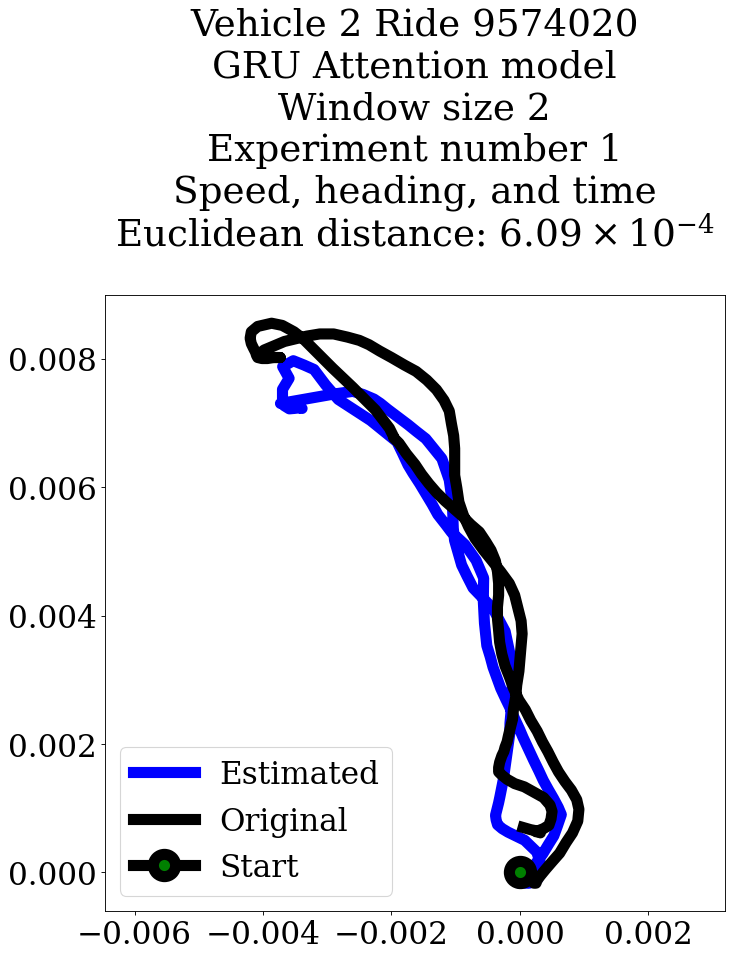 Vehicle 2 Ride 9574020
GRU Attention model
Window size 2
Experiment number 1
Speed, heading, and time
Euclidean distance: 6.09 × 10⁻⁴
0.008
0.006
0.004
0.002
0.000
Estimated
Original
Start
−0.006 −0.004 −0.002 0.000 0.002